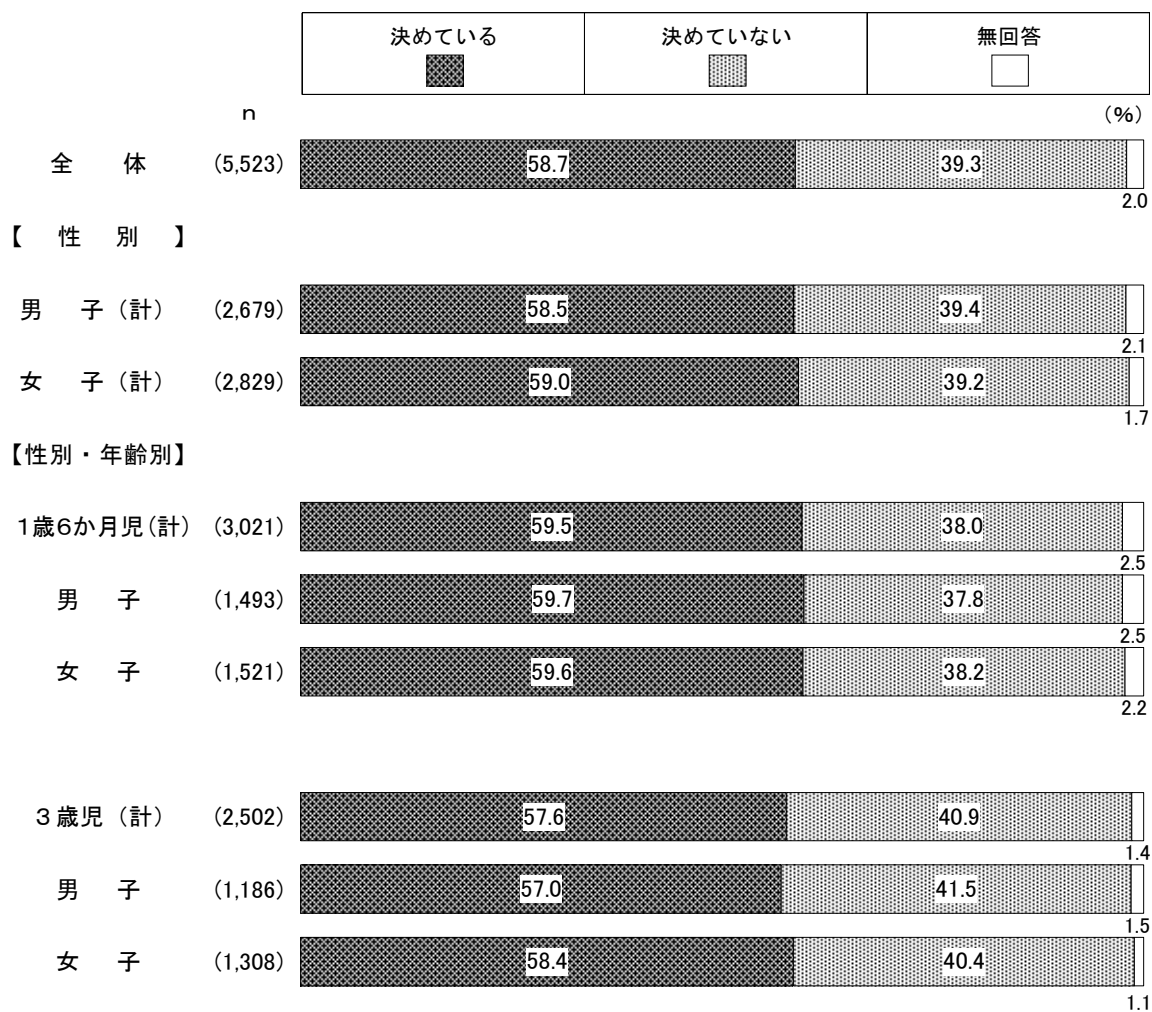 決めている 決めていない 無回答
n (%)
全 体 (5,523) 58.7 39.3
2.0
【 性 別 】
男 子(計) (2,679) 58.5 39.4
2.1
女 子(計) (2,829) 59.0 39.2
1.7
【性別・年齢別】
1歳6か月児(計) (3,021) 59.5 38.0
2.5
男 子 (1,493) 59.7 37.8
2.5
女 子 (1,521) 59.6 38.2
2.2
3歳児(計) (2,502) 57.6 40.9
1.4
男 子 (1,186) 57.0 41.5
1.5
女 子 (1,308) 58.4 40.4
1.1